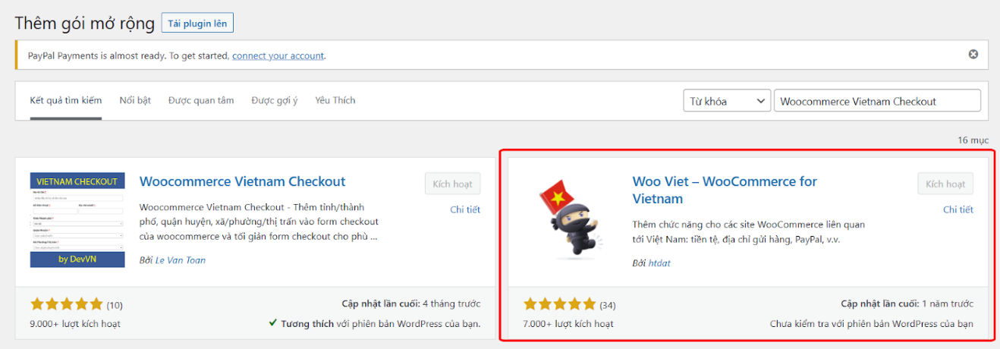 Thêm gói mở rộng Tải plugin lên
PayPal Payments is almost ready. To get started, connect your account.
Kết quả tìm kiếm Nổi bật Được quan tâm Được gợi ý Yêu Thích Từ khóa Woocommerce Vietnam Checkout
16 mục
VIETNAM CHECKOUT
by DevVN
Woocommerce Vietnam Checkout
Kích hoạt
Chi tiết
Woocommerce Vietnam Checkout - Thêm tỉnh/thành
phố, quận huyện, xã/phường/thị trấn vào form checkout
của woocommerce và tối giản form checkout cho phù ...
Bởi Le Van Toan
(10)
Cập nhật lần cuối: 4 tháng trước
9.000+ lượt kích hoạt
Tương thích với phiên bản WordPress của bạn.
Woo Viet – WooCommerce for
Vietnam
Kích hoạt
Chi tiết
Thêm chức năng cho các site WooCommerce liên quan
tới Việt Nam: tiền tệ, địa chỉ gửi hàng, PayPal, v.v.
Bởi htdat
(34)
Cập nhật lần cuối: 1 năm trước
7.000+ lượt kích hoạt
Chưa kiểm tra với phiên bản WordPress của bạn